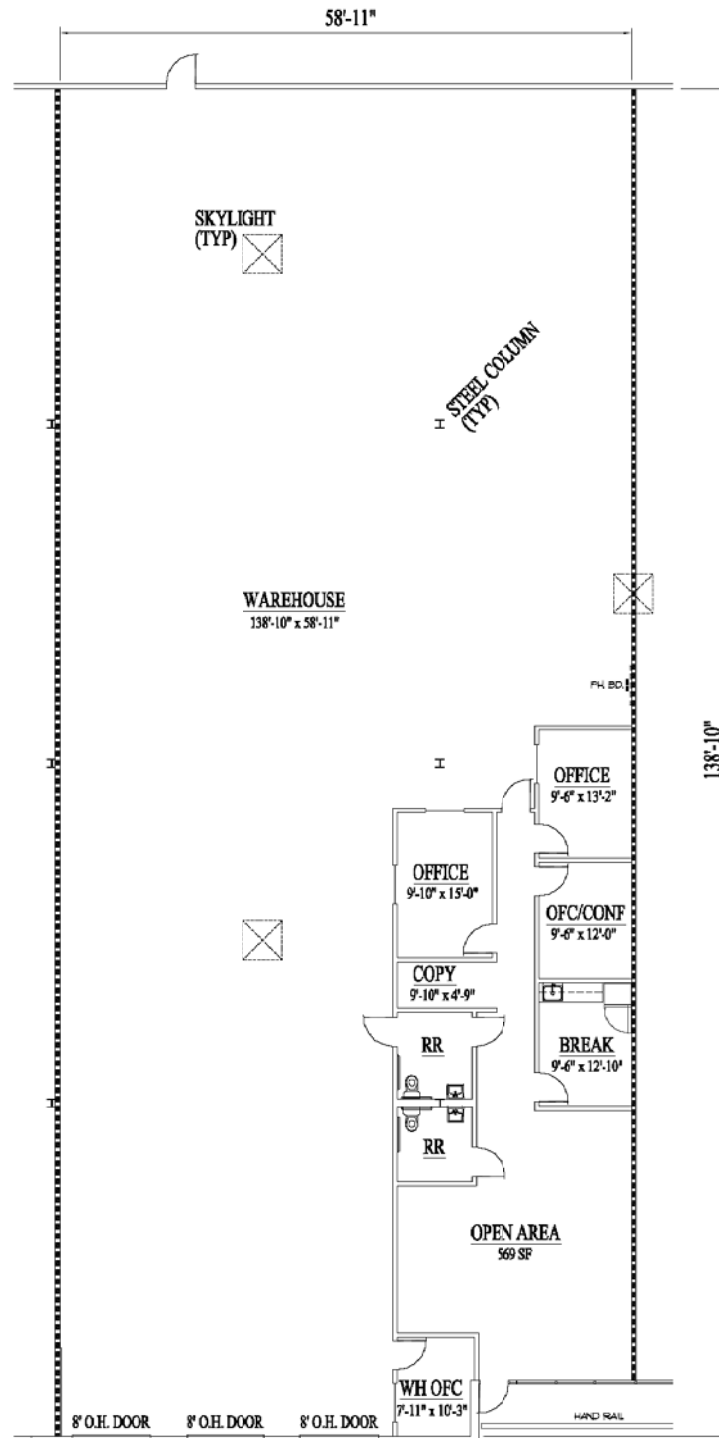 58'-11"
SKYLIGHT
(TYP)
STEEL COLUMN
(TYP)
WAREHOUSE
138'-10" x 58'-11"
PH. BD.
138'-10"
OFFICE
9'-6" x 13'-2"
OFFICE
9'-10" x 15'-0"
OFC/CONF
9'-6" x 12'-0"
COPY
9'-10" x 4'-9"
RR
BREAK
9'-6" x 12'-10"
RR
OPEN AREA
569 SF
WH OFC
7'-11" x 10'-3"
8' O.H. DOOR
8' O.H. DOOR
8' O.H. DOOR
HAND RAIL